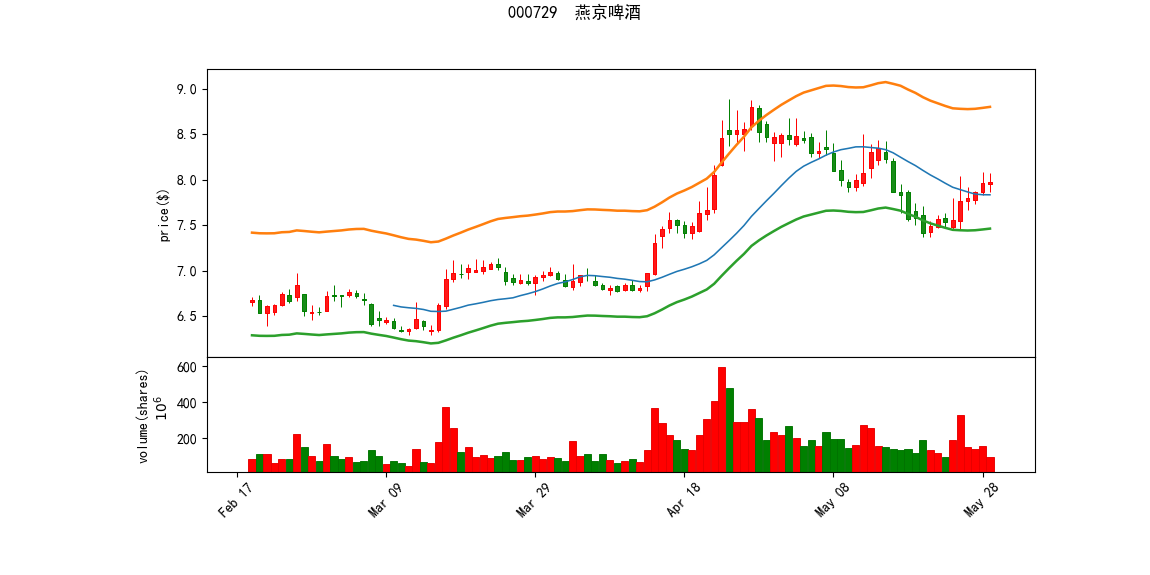 000729 燕京啤酒
price($)
9.0
8.5
8.0
7.5
7.0
6.5
volume(shares)
10^6
600
400
200
Feb 17
Mar 09
Mar 29
Apr 18
May 08
May 28